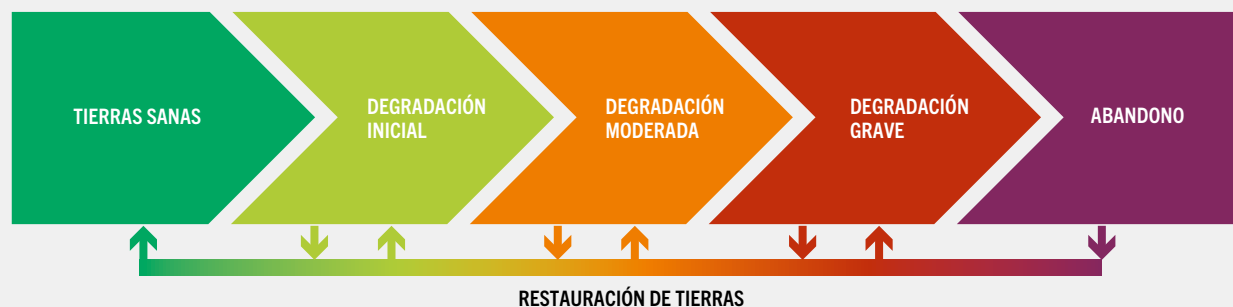 TIERRAS SANAS
DEGRADACIÓN
INICIAL
DEGRADACIÓN
MODERADA
DEGRADACIÓN
GRAVE
ABANDONO
RESTAURACIÓN DE TIERRAS